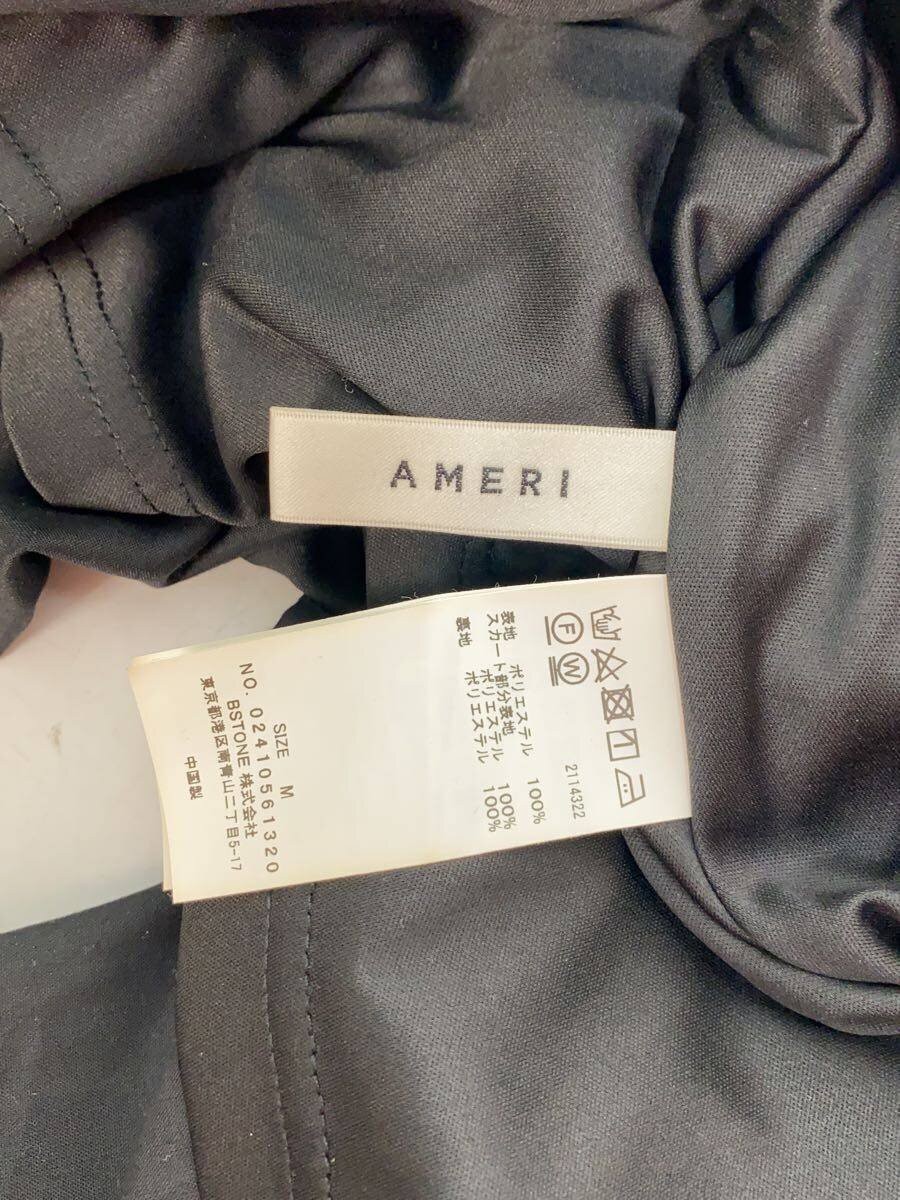 AMERI
F W
2114322
表地 ポリエステル 100%
スカート部分表地 ポリエステル 100%
裏地 ポリエステル 100%
SIZE M
NO. 02410561320
BSTONE 株式会社
東京都港区南青山二丁目5-17
中国製